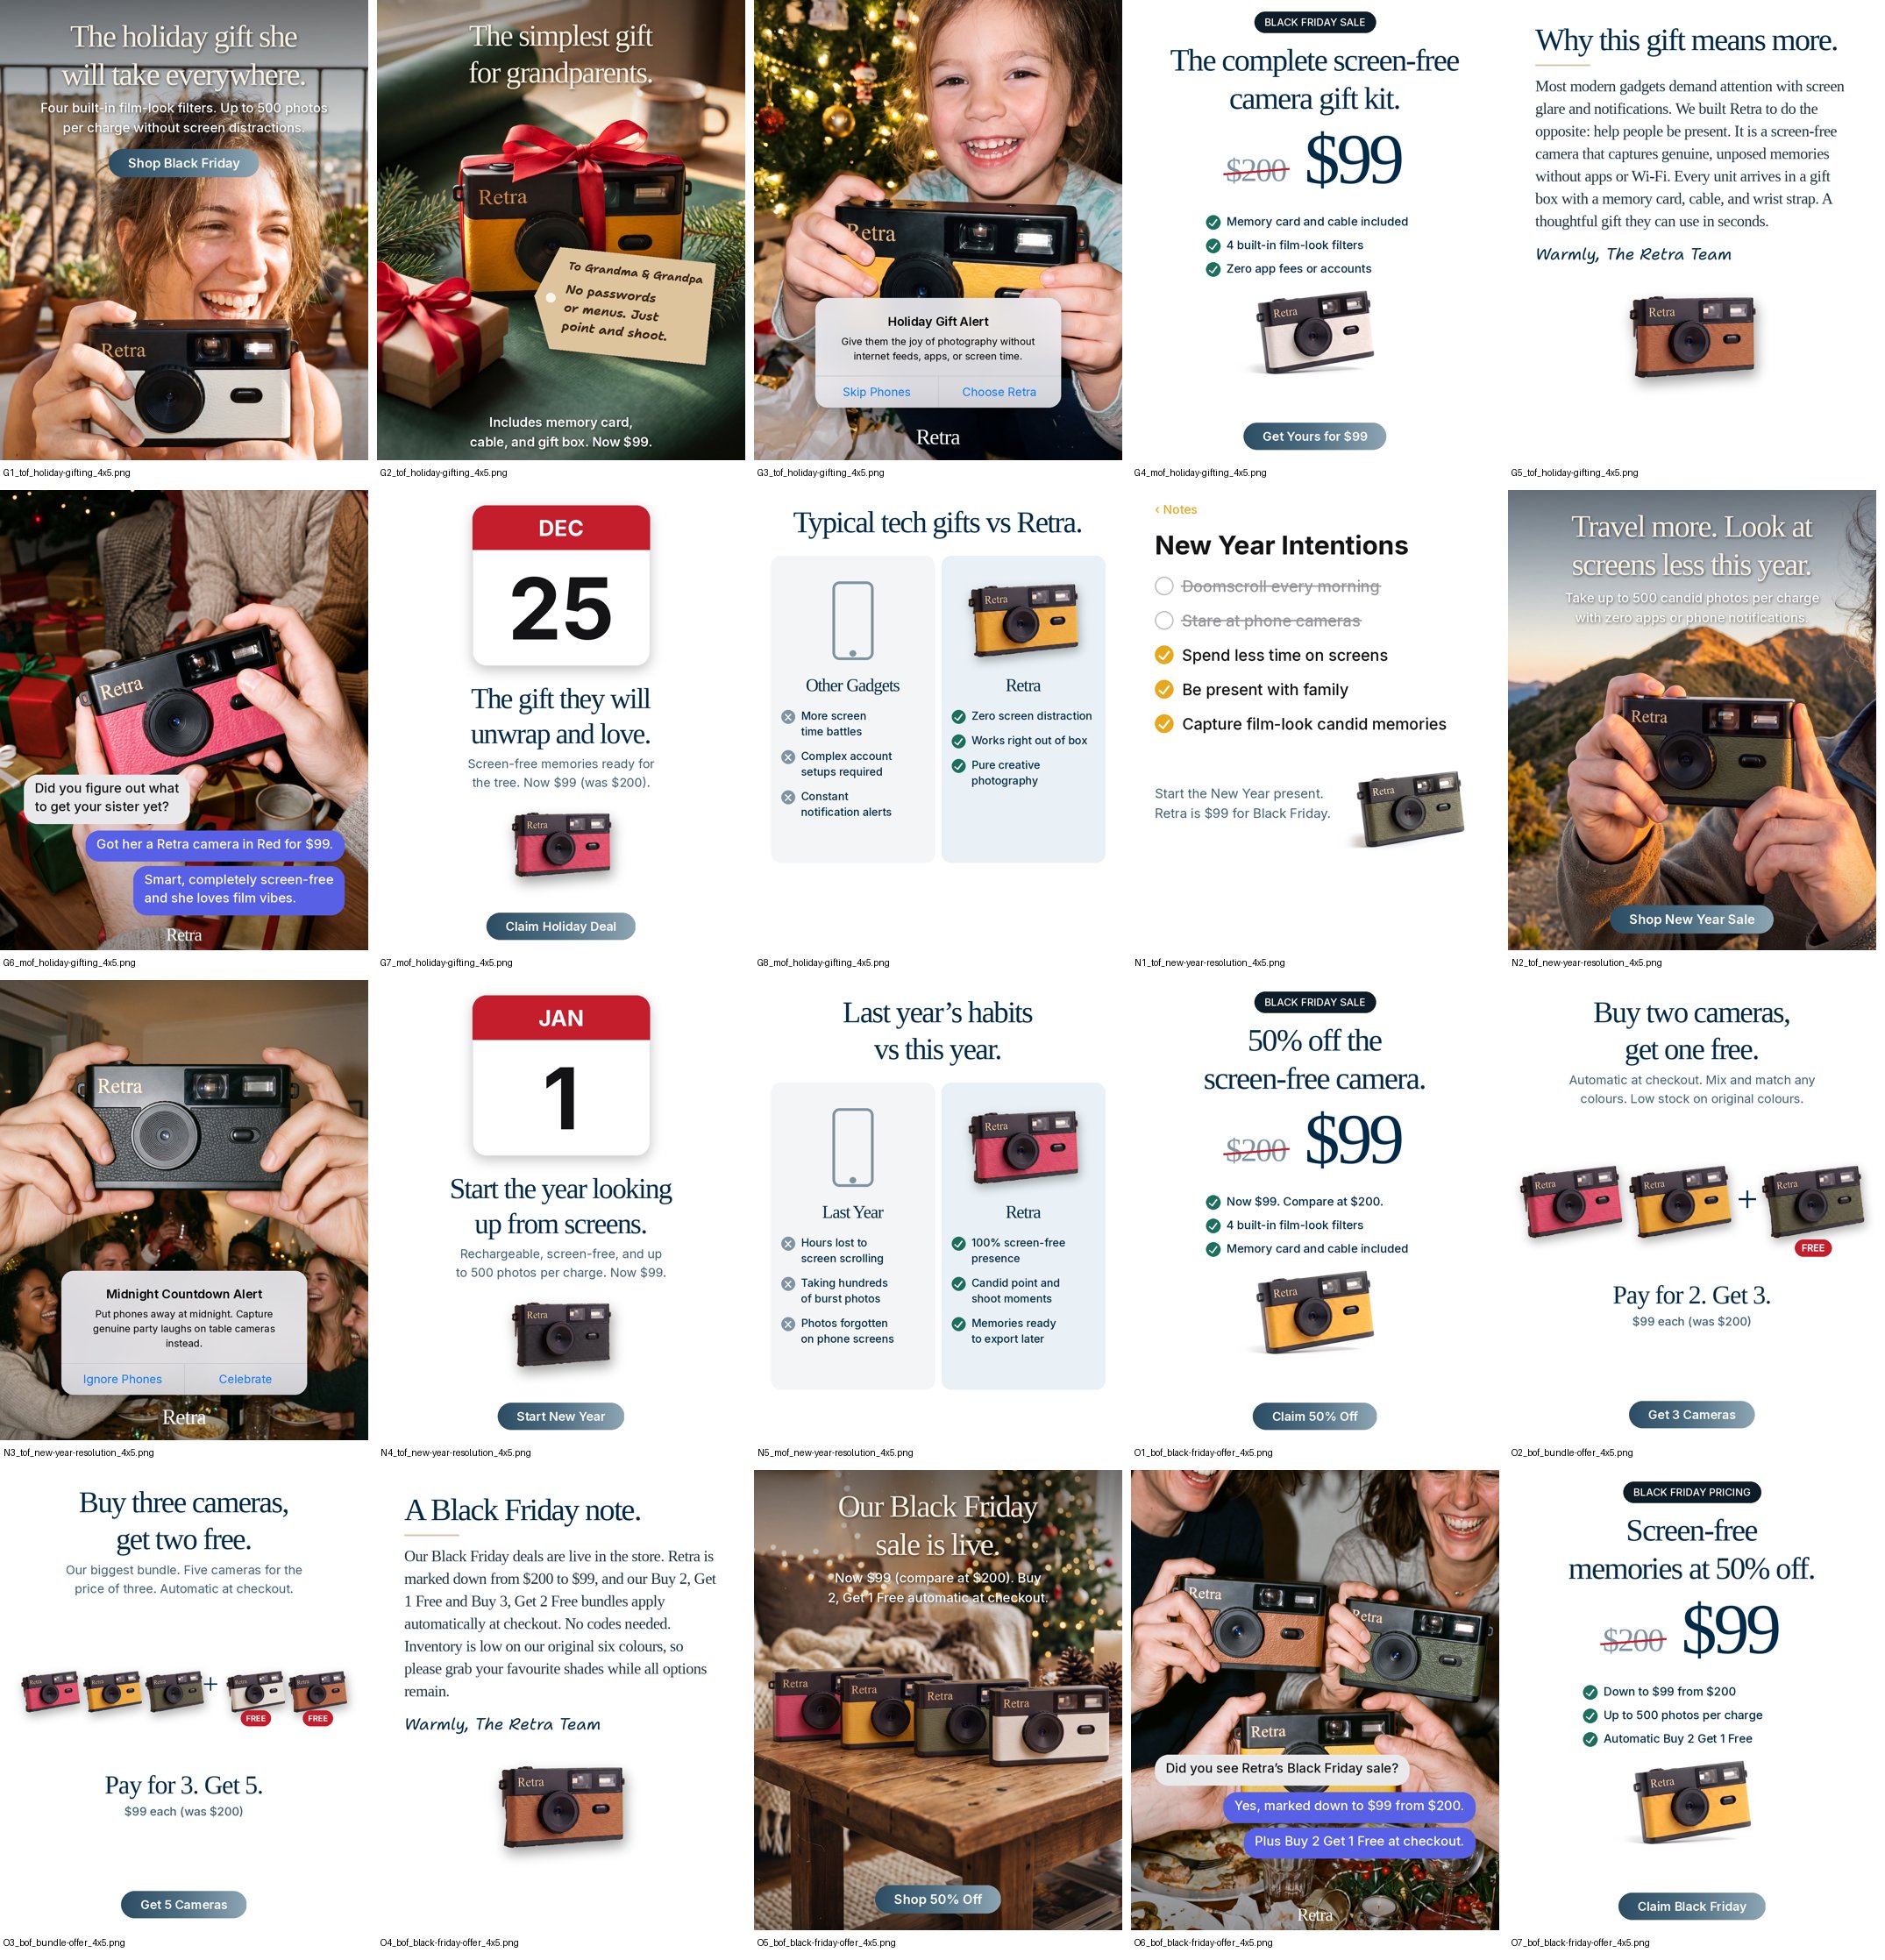 The holiday gift she
will take everywhere.
Four built-in film-look filters. Up to 500 photos
per charge without screen distractions.
Shop Black Friday
Retra
G1_tof_holiday-gifting_4x5.png
The simplest gift
for grandparents.
Retra
To Grandma & Grandpa
No passwords
or menus. Just
point and shoot.
Includes memory card,
cable, and gift box. Now $99.
G2_tof_holiday-gifting_4x5.png
Retra
Holiday Gift Alert
Give them the joy of photography without
internet feeds, apps, or screen time.
Skip Phones
Choose Retra
Retra
G3_tof_holiday-gifting_4x5.png
BLACK FRIDAY SALE
The complete screen-free
camera gift kit.
$200 $99
Memory card and cable included
4 built-in film-look filters
Zero app fees or accounts
Retra
Get Yours for $99
G4_mof_holiday-gifting_4x5.png
Why this gift means more.
Most modern gadgets demand attention with screen
glare and notifications. We built Retra to do the
opposite: help people be present. It is a screen-free
camera that captures genuine, unposed memories
without apps or Wi-Fi. Every unit arrives in a gift
box with a memory card, cable, and wrist strap. A
thoughtful gift they can use in seconds.
Warmly, The Retra Team
Retra
G5_tof_holiday-gifting_4x5.png
Retra
Did you figure out what
to get your sister yet?
Got her a Retra camera in Red for $99.
Smart, completely screen-free
and she loves film vibes.
Retra
G6_mof_holiday-gifting_4x5.png
DEC
25
The gift they will
unwrap and love.
Screen-free memories ready for
the tree. Now $99 (was $200).
Retra
Claim Holiday Deal
G7_mof_holiday-gifting_4x5.png
Typical tech gifts vs Retra.
Other Gadgets
More screen
time battles
Complex account
setups required
Constant
notification alerts
Retra
Retra
Zero screen distraction
Works right out of box
Pure creative
photography
G8_mof_holiday-gifting_4x5.png
‹ Notes
New Year Intentions
Doomscroll every morning
Stare at phone cameras
Spend less time on screens
Be present with family
Capture film-look candid memories
Start the New Year present.
Retra is $99 for Black Friday.
Retra
N1_tof_new-year-resolution_4x5.png
Travel more. Look at
screens less this year.
Take up to 500 candid photos per charge
with zero apps or phone notifications.
Retra
Shop New Year Sale
N2_tof_new-year-resolution_4x5.png
Retra
Midnight Countdown Alert
Put phones away at midnight. Capture
genuine party laughs on table cameras
instead.
Ignore Phones
Celebrate
Retra
N3_tof_new-year-resolution_4x5.png
JAN
1
Start the year looking
up from screens.
Rechargeable, screen-free, and up
to 500 photos per charge. Now $99.
Retra
Start New Year
N4_tof_new-year-resolution_4x5.png
Last year’s habits
vs this year.
Last Year
Hours lost to
screen scrolling
Taking hundreds
of burst photos
Photos forgotten
on phone screens
Retra
Retra
100% screen-free
presence
Candid point and
shoot moments
Memories ready
to export later
N5_mof_new-year-resolution_4x5.png
BLACK FRIDAY SALE
50% off the
screen-free camera.
$200 $99
Now $99. Compare at $200.
4 built-in film-look filters
Memory card and cable included
Retra
Claim 50% Off
O1_bof_black-friday-offer_4x5.png
Buy two cameras,
get one free.
Automatic at checkout. Mix and match any
colours. Low stock on original colours.
Retra
Retra
+
Retra
FREE
Pay for 2. Get 3.
$99 each (was $200)
Get 3 Cameras
O2_bof_bundle-offer_4x5.png
Buy three cameras,
get two free.
Our biggest bundle. Five cameras for the
price of three. Automatic at checkout.
Retra
Retra
Retra
+
Retra
Retra
FREE
FREE
Pay for 3. Get 5.
$99 each (was $200)
Get 5 Cameras
O3_bof_bundle-offer_4x5.png
A Black Friday note.
Our Black Friday deals are live in the store. Retra is
marked down from $200 to $99, and our Buy 2, Get
1 Free and Buy 3, Get 2 Free bundles apply
automatically at checkout. No codes needed.
Inventory is low on our original six colours, so
please grab your favourite shades while all options
remain.
Warmly, The Retra Team
Retra
O4_bof_black-friday-offer_4x5.png
Our Black Friday
sale is live.
Now $99 (compare at $200). Buy
2, Get 1 Free automatic at checkout.
Retra
Retra
Retra
Retra
Shop 50% Off
O5_bof_black-friday-offer_4x5.png
Retra
Retra
Retra
Did you see Retra’s Black Friday sale?
Yes, marked down to $99 from $200.
Plus Buy 2 Get 1 Free at checkout.
Retra
O6_bof_black-friday-offer_4x5.png
BLACK FRIDAY PRICING
Screen-free
memories at 50% off.
$200 $99
Down to $99 from $200
Up to 500 photos per charge
Automatic Buy 2 Get 1 Free
Retra
Claim Black Friday
O7_bof_black-friday-offer_4x5.png